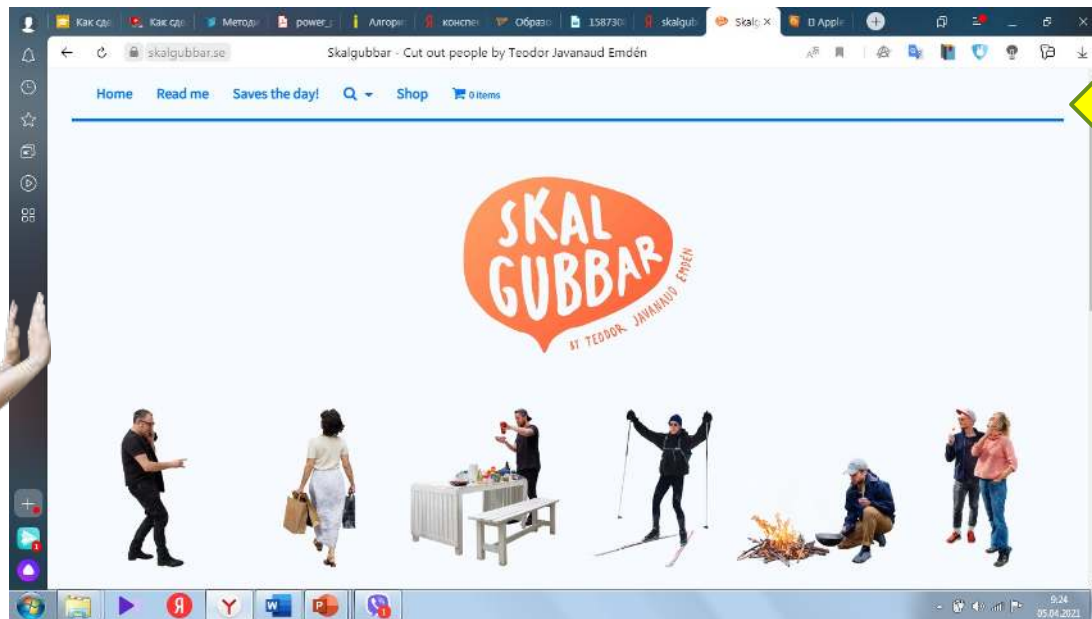 Как сде
Как сде
Методи
power_
Алгори
конспе
Образо
158730
skalgub
Skalg
Apple
skalgubbar.se
Skalgubbar - Cut out people by Teodor Javanaud Emdén
Home
Read me
Saves the day!
Shop
0 items
SKAL
GUBBAR
BY TEODOR JAVANAUD EMDÉN
9:24
05.04.2021